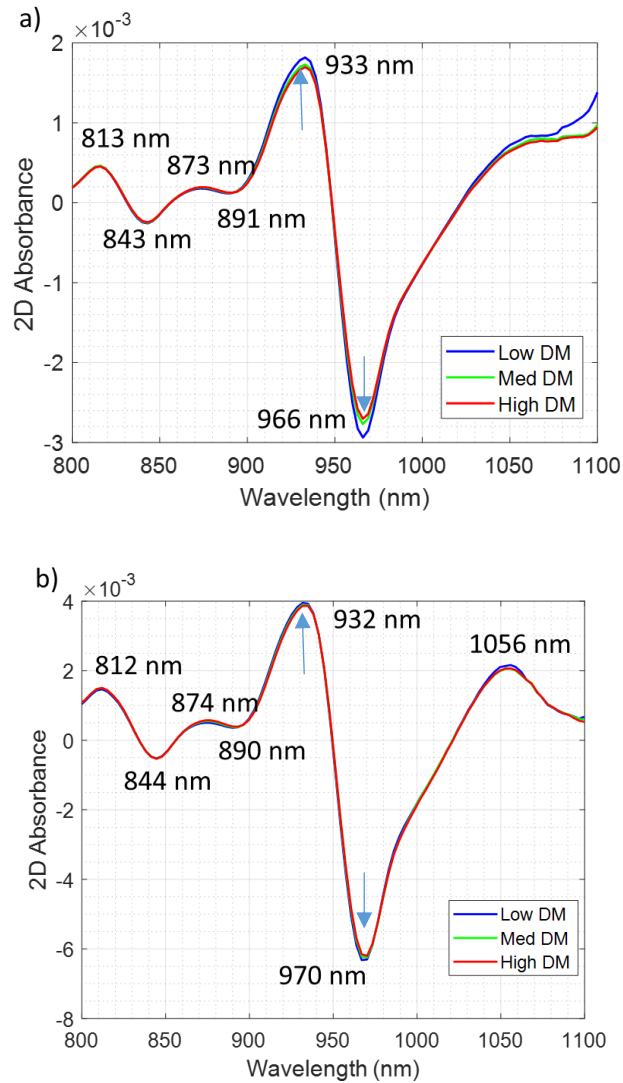 a)
×10⁻³
2
1
0
-1
-2
-3
2D Absorbance
813 nm
843 nm
873 nm
891 nm
933 nm
966 nm
Low DM
Med DM
High DM
800 850 900 950 1000 1050 1100
Wavelength (nm)
b)
×10⁻³
4
2
0
-2
-4
-6
-8
2D Absorbance
812 nm
844 nm
874 nm
890 nm
932 nm
970 nm
1056 nm
Low DM
Med DM
High DM
800 850 900 950 1000 1050 1100
Wavelength (nm)